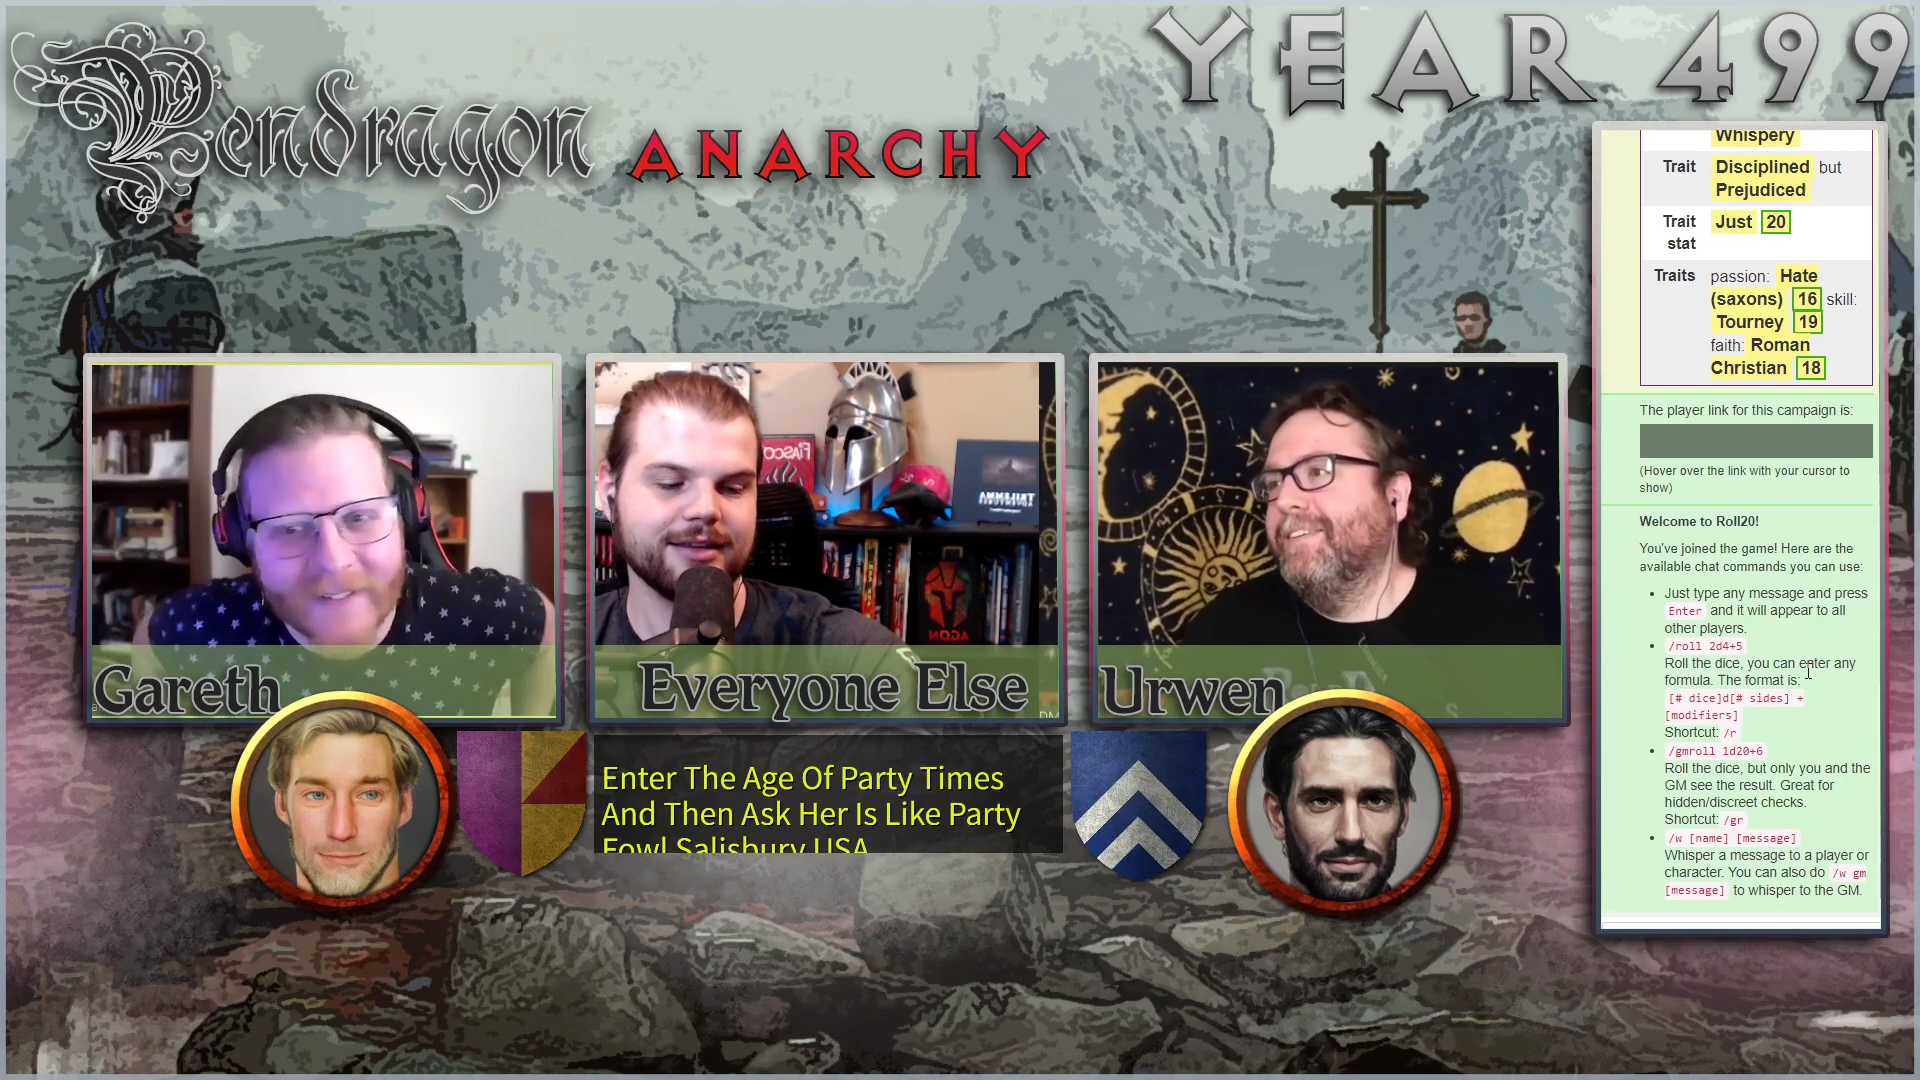 Pendragon
ANARCHY
YEAR 499
Whispery
Trait Disciplined but
Prejudiced
Trait Just 20
stat
Traits passion: Hate
(saxons) 16 skill:
Tourney 19
faith: Roman
Christian 18
The player link for this campaign is:
(Hover over the link with your cursor to
show)
Welcome to Roll20!
You've joined the game! Here are the
available chat commands you can use:
Just type any message and press
Enter and it will appear to all
other players.
/roll 2d4+5
Roll the dice, you can enter any
formula. The format is:
[# dice]d[# sides] +
[modifiers]
Shortcut: /r
/gmroll 1d20+6
Roll the dice, but only you and the
GM see the result. Great for
hidden/discreet checks.
Shortcut: /gr
/w [name] [message]
Whisper a message to a player or
character. You can also do /w gm
[message] to whisper to the GM.
FIASCO
TRILEMMA
AGON
Gareth
Everyone Else
DM
Urwen
Enter The Age Of Party Times
And Then Ask Her Is Like Party
Fowl Salisbury USA